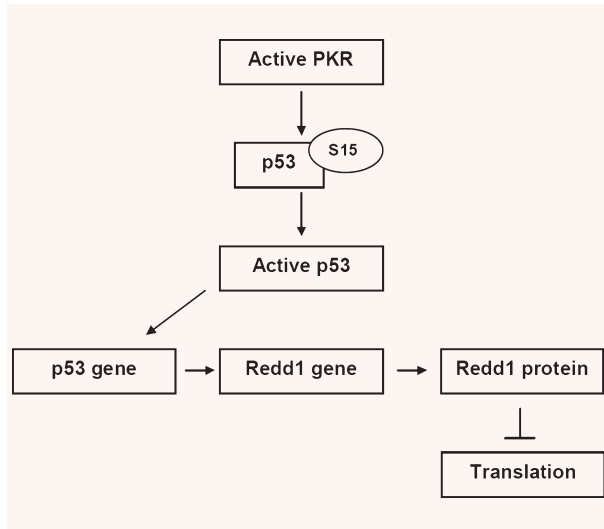 Active PKR
p53
S15
Active p53
p53 gene
Redd1 gene
Redd1 protein
Translation